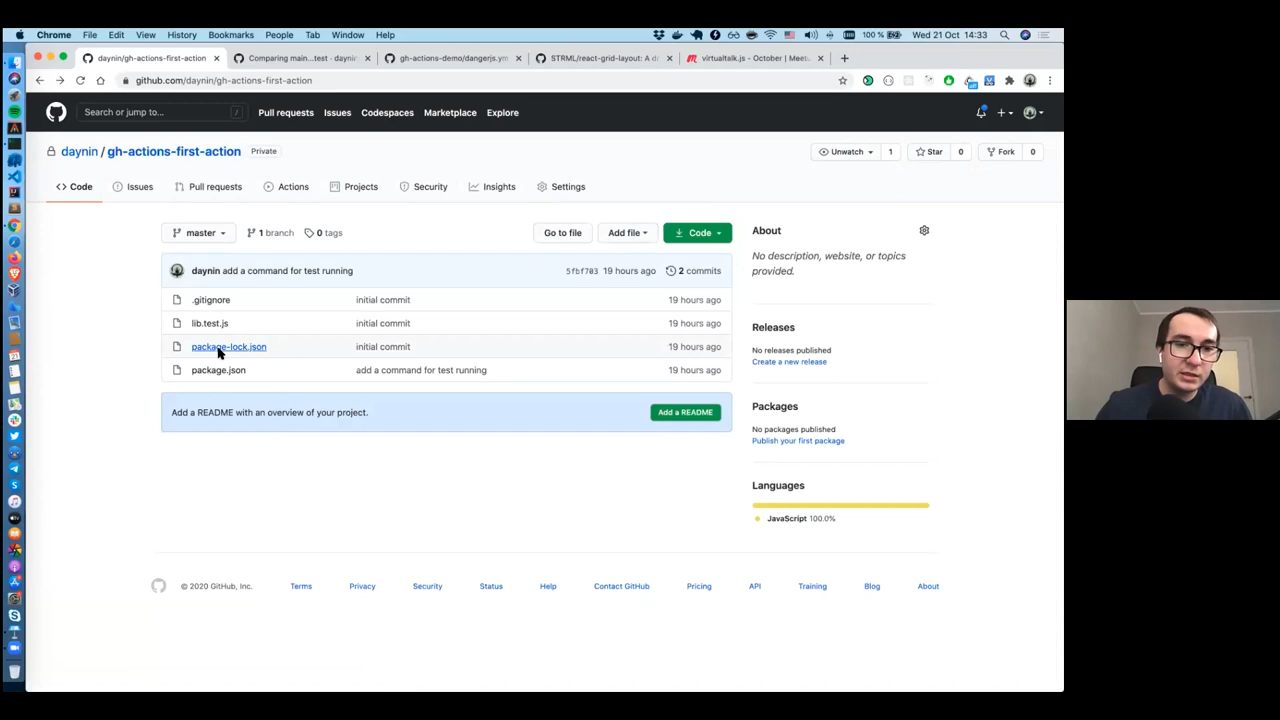 Chrome File Edit View History Bookmarks People Tab Window Help 100 % Wed 21 Oct 14:33
daynin/gh-actions-first-action Comparing main...test · daynin gh-actions-demo/dangerjs.ym STRML/react-grid-layout: A d virtualtalk.js - October | Meet
github.com/daynin/gh-actions-first-action
Search or jump to... / Pull requests Issues Codespaces Marketplace Explore
daynin / gh-actions-first-action Private Unwatch 1 Star 0 Fork 0
Code Issues Pull requests Actions Projects Security Insights Settings
master 1 branch 0 tags Go to file Add file Code
daynin add a command for test running 5fbf703 19 hours ago 2 commits
.gitignore initial commit 19 hours ago
lib.test.js initial commit 19 hours ago
package-lock.json initial commit 19 hours ago
package.json add a command for test running 19 hours ago
Add a README with an overview of your project. Add a README
About
No description, website, or topics
provided.
Releases
No releases published
Create a new release
Packages
No packages published
Publish your first package
Languages
JavaScript 100.0%
© 2020 GitHub, Inc. Terms Privacy Security Status Help Contact GitHub Pricing API Training Blog About